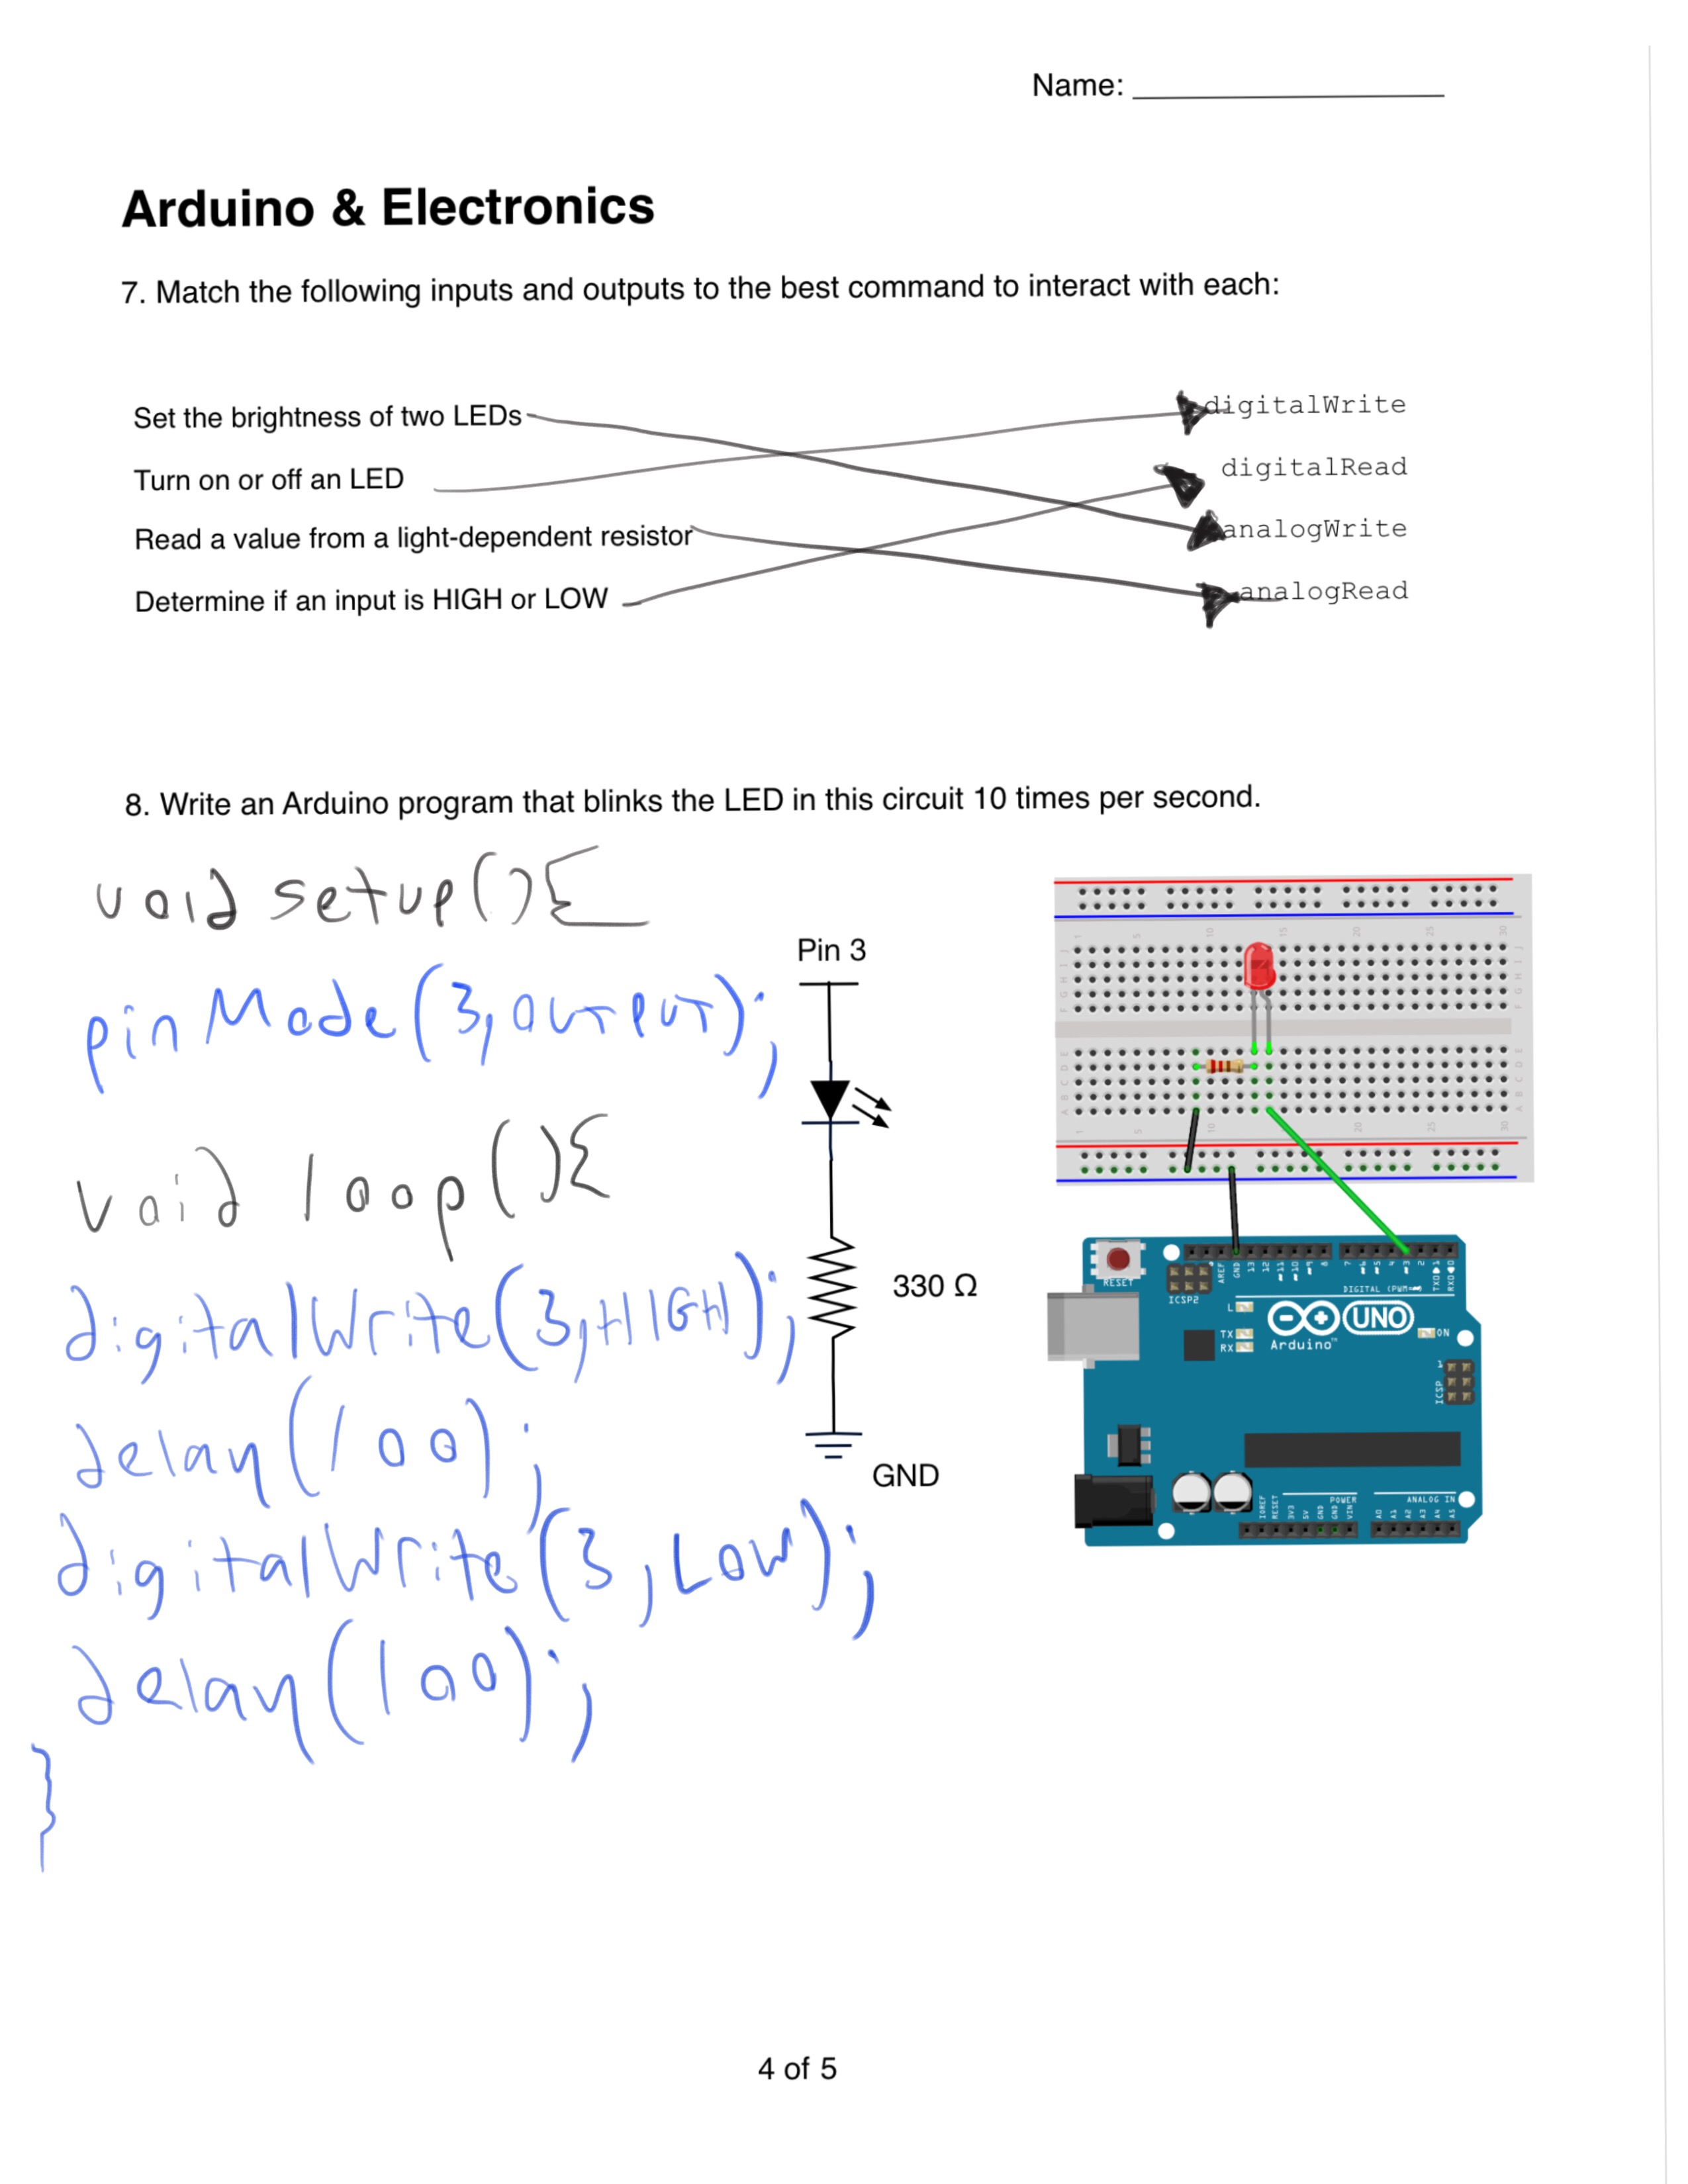 Name:
Arduino & Electronics
7. Match the following inputs and outputs to the best command to interact with each:
Set the brightness of two LEDs
digitalWrite
Turn on or off an LED
digitalRead
Read a value from a light-dependent resistor
analogWrite
Determine if an input is HIGH or LOW
analogRead
8. Write an Arduino program that blinks the LED in this circuit 10 times per second.
void setup(){
pinMode(3,OUTPUT);
void loop(){
digitalWrite(3,HIGH);
delay(100);
digitalWrite(3,LOW);
delay(100);
}
Pin 3
330 Ω
GND
RESET
ICSP2
AREF
GND
13
12
11
10
9
8
7
6
5
4
3
2
TX0 1
RX0 0
DIGITAL (PWM~)
L
TX
RX
UNO
Arduino™
ON
1
ICSP
IOREF
RESET
3V3
5V
GND
GND
VIN
POWER
A0
A1
A2
A3
A4
A5
ANALOG IN
4 of 5